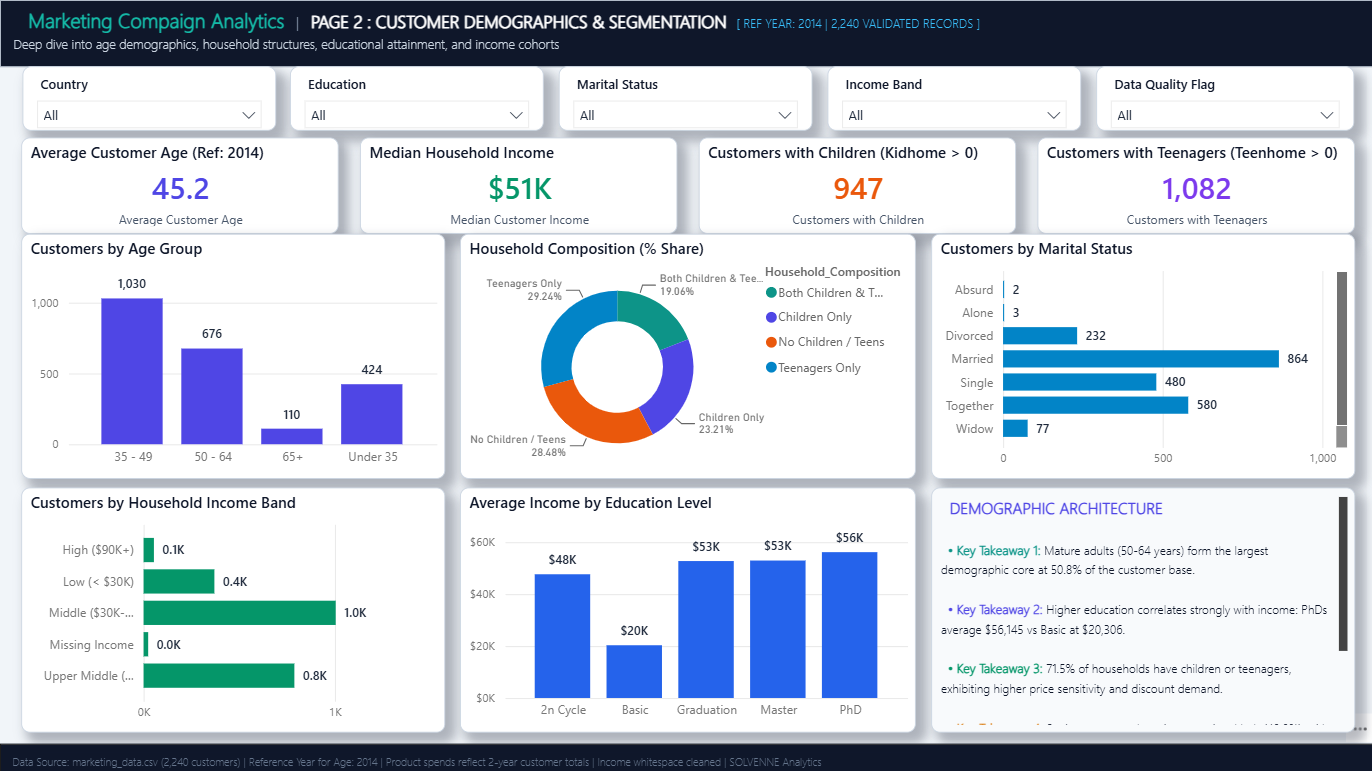 Marketing Compaign Analytics | PAGE 2 : CUSTOMER DEMOGRAPHICS & SEGMENTATION [ REF YEAR: 2014 | 2,240 VALIDATED RECORDS ]
Deep dive into age demographics, household structures, educational attainment, and income cohorts
Country
All
Education
All
Marital Status
All
Income Band
All
Data Quality Flag
All
Average Customer Age (Ref: 2014)
45.2
Average Customer Age
Median Household Income
$51K
Median Customer Income
Customers with Children (Kidhome > 0)
947
Customers with Children
Customers with Teenagers (Teenhome > 0)
1,082
Customers with Teenagers
Customers by Age Group
1,030
1,000
676
500
424
110
0
35 - 49 50 - 64 65+ Under 35
Household Composition (% Share)
Teenagers Only
29.24%
Both Children & Tee...
19.06%
Children Only
23.21%
No Children / Teens
28.48%
Household_Composition
Both Children & T...
Children Only
No Children / Teens
Teenagers Only
Customers by Marital Status
Absurd 2
Alone 3
Divorced 232
Married 864
Single 480
Together 580
Widow 77
0 500 1,000
Customers by Household Income Band
High ($90K+) 0.1K
Low (< $30K) 0.4K
Middle ($30K-... 1.0K
Missing Income 0.0K
Upper Middle (... 0.8K
0K 1K
Average Income by Education Level
$60K
$40K
$20K
$0K
$48K $20K $53K $53K $56K
2n Cycle Basic Graduation Master PhD
DEMOGRAPHIC ARCHITECTURE
• Key Takeaway 1: Mature adults (50-64 years) form the largest
demographic core at 50.8% of the customer base.
• Key Takeaway 2: Higher education correlates strongly with income: PhDs
average $56,145 vs Basic at $20,306.
• Key Takeaway 3: 71.5% of households have children or teenagers,
exhibiting higher price sensitivity and discount demand.
Data Source: marketing_data.csv (2,240 customers) | Reference Year for Age: 2014 | Product spends reflect 2-year customer totals | Income whitespace cleaned | SOLVENNE Analytics